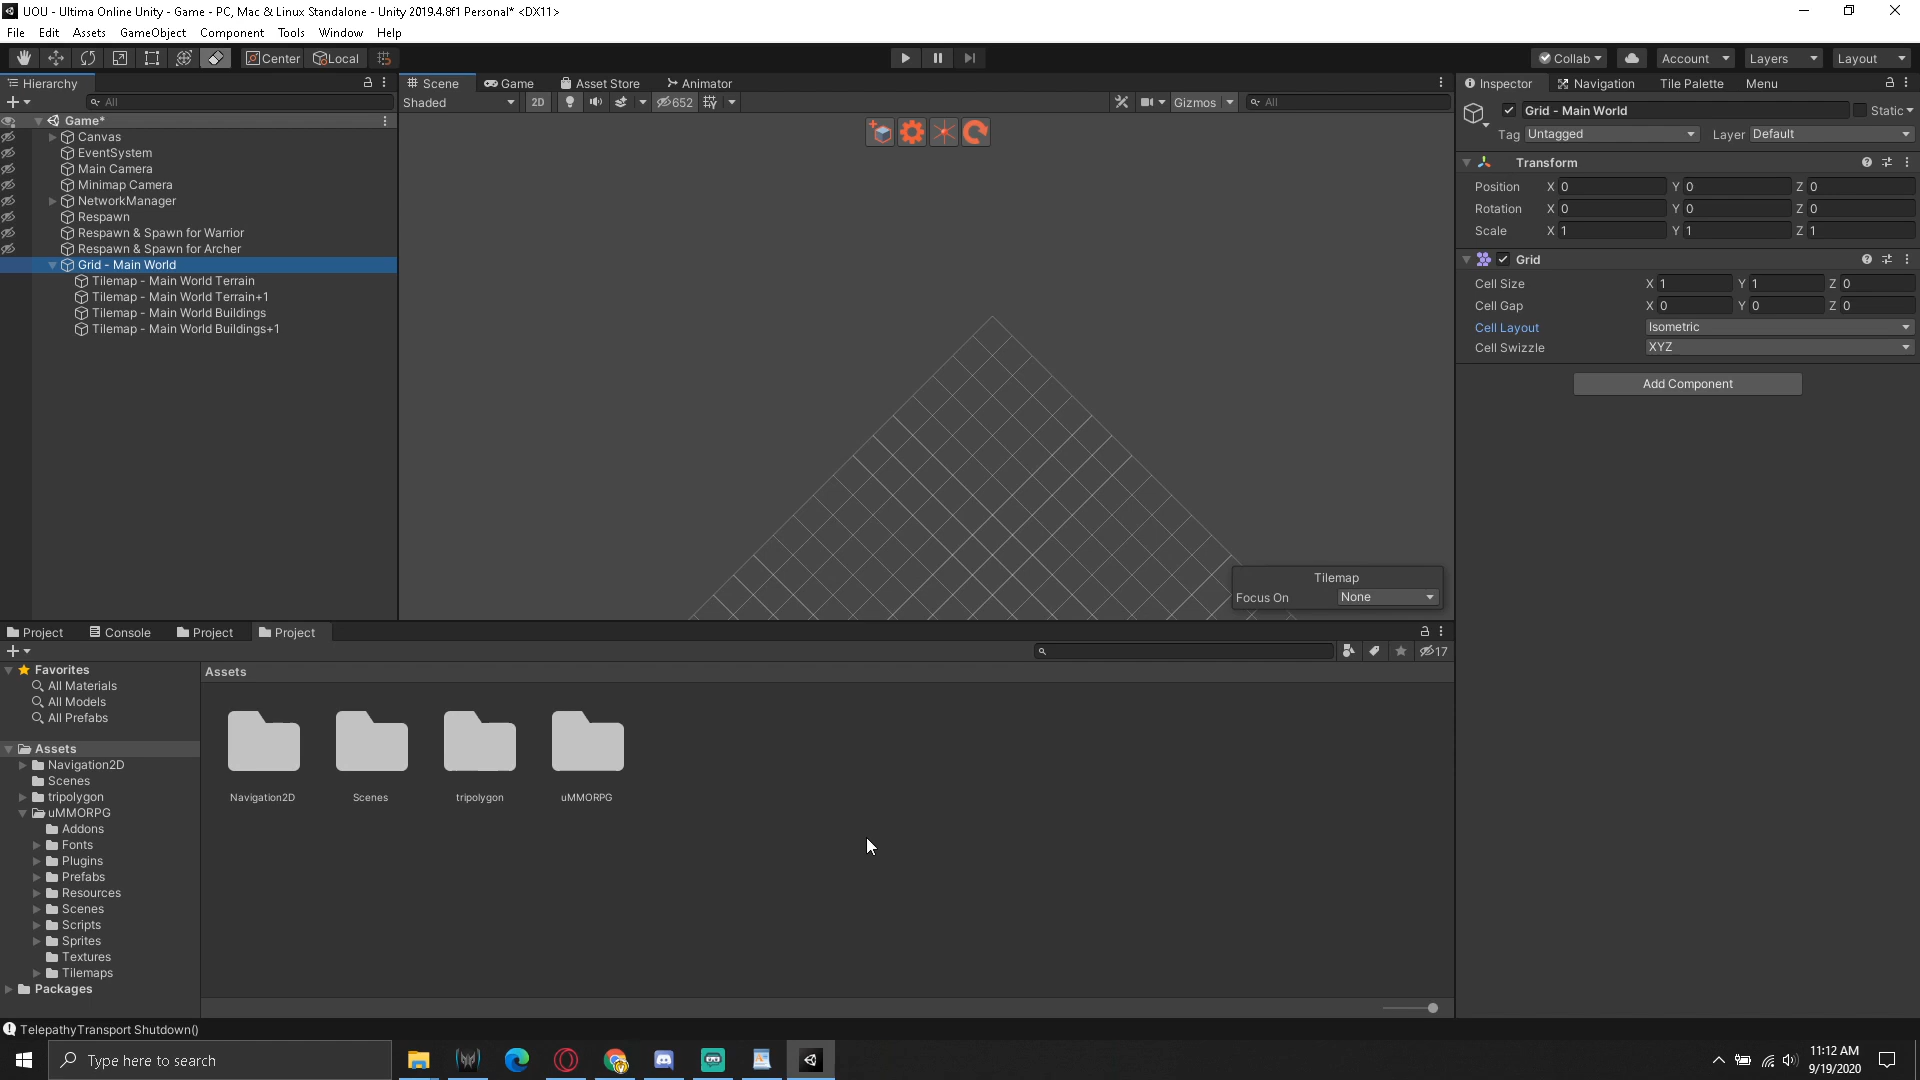 UOU - Ultima Online Unity - Game - PC, Mac & Linux Standalone - Unity 2019.4.8f1 Personal* <DX11>
File Edit Assets GameObject Component Tools Window Help
Center Local Collab Account Layers Layout
Hierarchy
All
Game*
Canvas
EventSystem
Main Camera
Minimap Camera
NetworkManager
Respawn
Respawn & Spawn for Warrior
Respawn & Spawn for Archer
Grid - Main World
Tilemap - Main World Terrain
Tilemap - Main World Terrain+1
Tilemap - Main World Buildings
Tilemap - Main World Buildings+1
Scene Game Asset Store Animator
Shaded 2D 652 Gizmos All
Tilemap
Focus On None
Inspector Navigation Tile Palette Menu
Grid - Main World Static
Tag Untagged Layer Default
Transform
Position X 0 Y 0 Z 0
Rotation X 0 Y 0 Z 0
Scale X 1 Y 1 Z 1
Grid
Cell Size X 1 Y 1 Z 0
Cell Gap X 0 Y 0 Z 0
Cell Layout Isometric
Cell Swizzle XYZ
Add Component
Project Console Project Project
17
Favorites
All Materials
All Models
All Prefabs
Assets
Navigation2D
Scenes
tripolygon
uMMORPG
Addons
Fonts
Plugins
Prefabs
Resources
Scenes
Scripts
Sprites
Textures
Tilemaps
Packages
Assets
Navigation2D Scenes tripolygon uMMORPG
TelepathyTransport Shutdown()
Type here to search
11:12 AM
9/19/2020